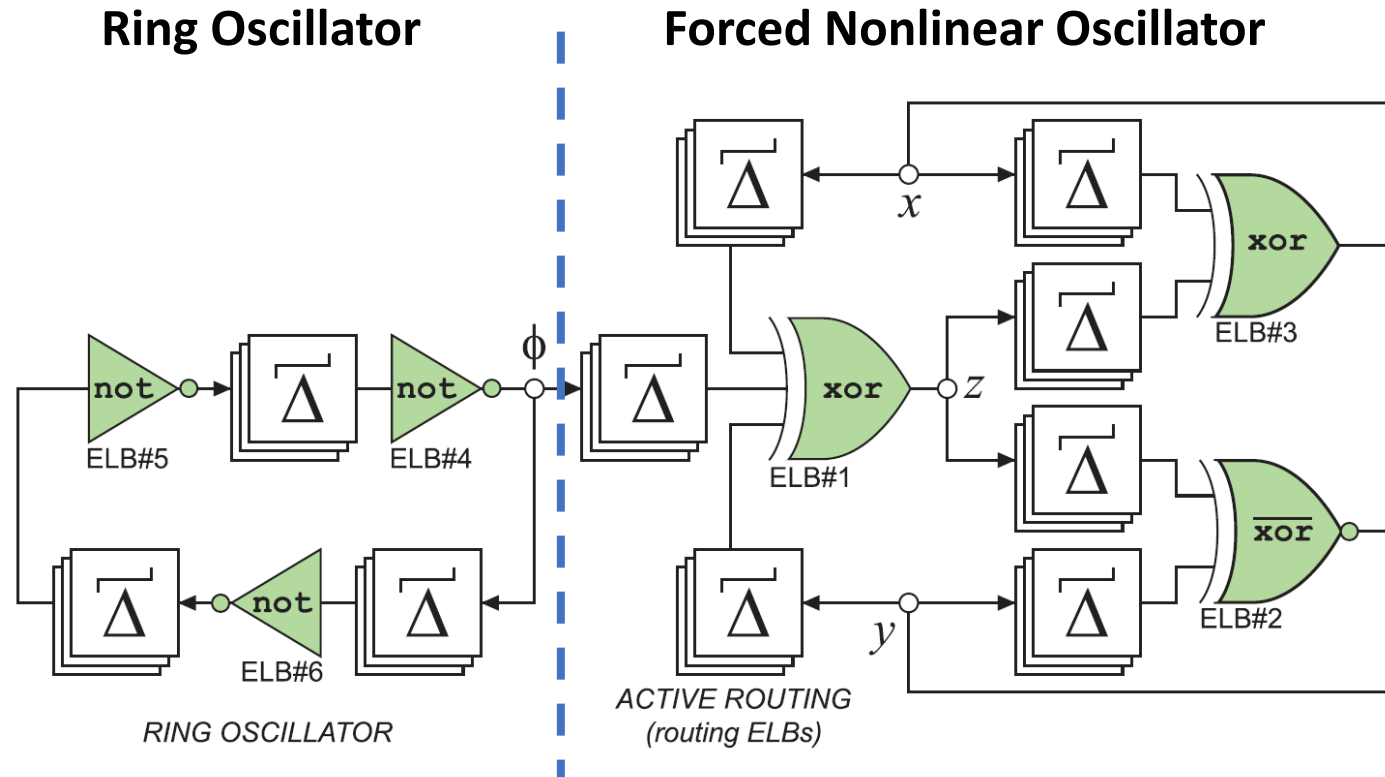 Ring Oscillator
Forced Nonlinear Oscillator
Δ
x
Δ
xor
ELB#3
Δ
ϕ
not
ELB#5
Δ
not
ELB#4
Δ
xor
ELB#1
z
Δ
xor
ELB#2
Δ
not
ELB#6
Δ
Δ
y
Δ
ACTIVE ROUTING
(routing ELBs)
RING OSCILLATOR